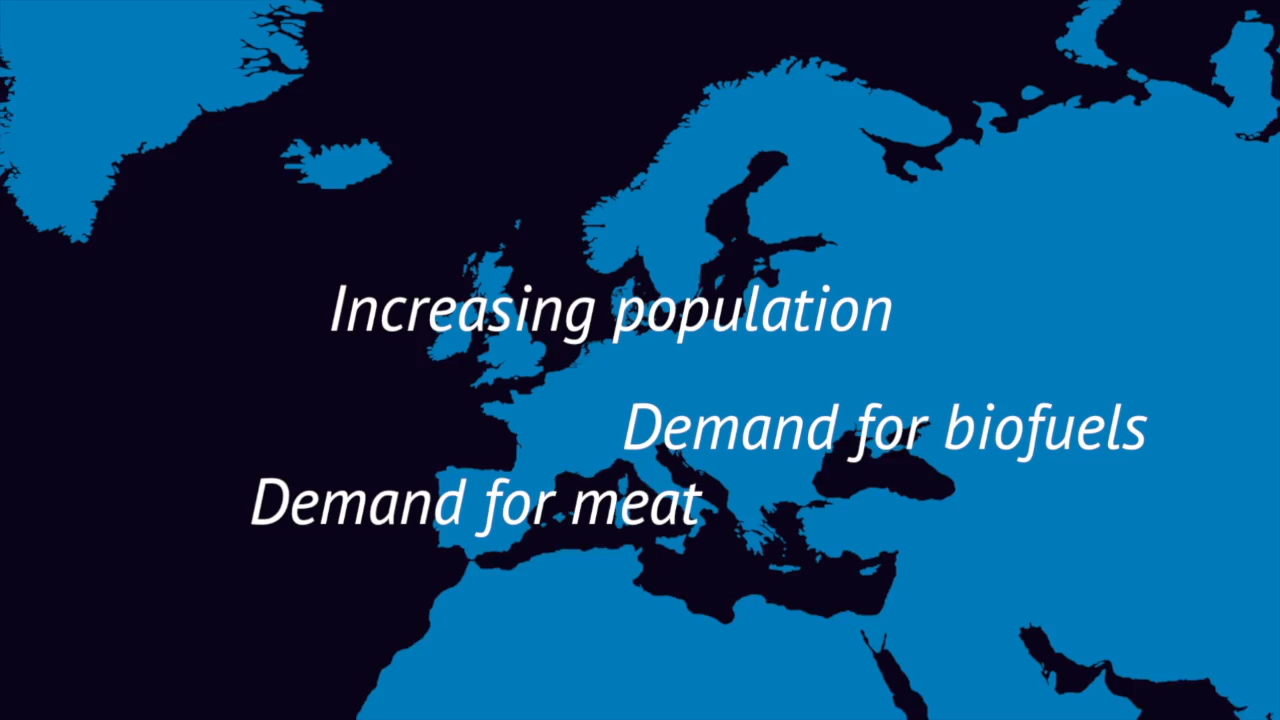 Increasing population
Demand for biofuels
Demand for meat